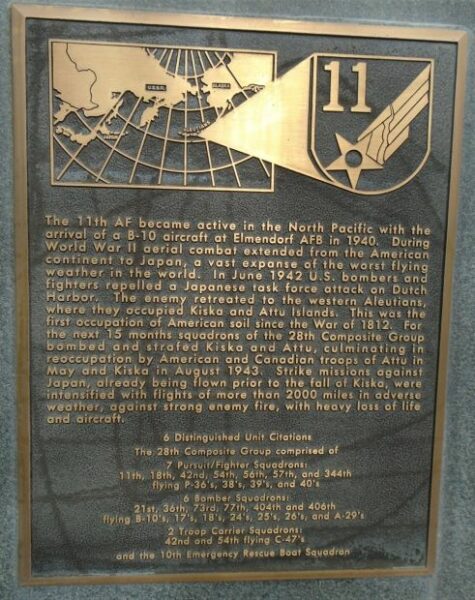 U.S.S.R.
ALASKA
11
The 11th AF became active in the North Pacific with the
arrival of a B-10 aircraft at Elmendorf AFB in 1940. During
World War II aerial combat extended from the American
continent to Japan, a vast expanse of the worst flying
weather in the world. In June 1942 U.S. bombers and
fighters repelled a Japanese task force attack on Dutch
Harbor. The enemy retreated to the western Aleutians,
where they occupied Kiska and Attu Islands. This was the
first occupation of American soil since the War of 1812. For
the next 15 months squadrons of the 28th Composite Group
bombed and strafed Kiska and Attu, culminating in
reoccupation by American and Canadian troops of Attu in
May and Kiska in August 1943. Strike missions against
Japan, already being flown prior to the fall of Kiska, were
intensified with flights of more than 2000 miles in adverse
weather, against strong enemy fire, with heavy loss of life
and aircraft.
6 Distinguished Unit Citations
The 28th Composite Group comprised of
7 Pursuit/Fighter Squadrons:
11th, 18th, 42nd, 54th, 56th, 57th, and 344th
flying P-36's, 38's, 39's, and 40's
6 Bomber Squadrons:
21st, 36th, 73rd, 77th, 404th and 406th
flying B-10's, 17's, 18's, 24's, 25's, 26's, and A-29's
2 Troop Carrier Squadrons:
42nd and 54th flying C-47's
and the 10th Emergency Rescue Boat Squadron